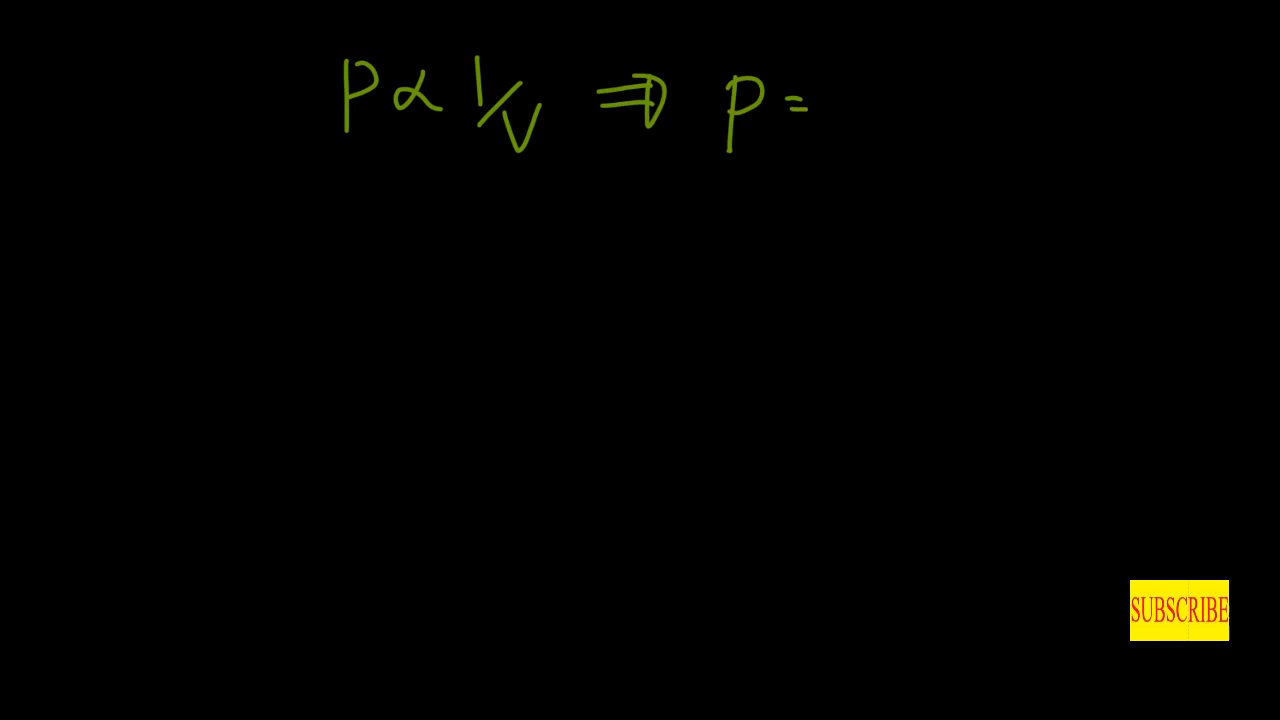 P ∝ 1/V ⇒ P =
SUBSCRIBE